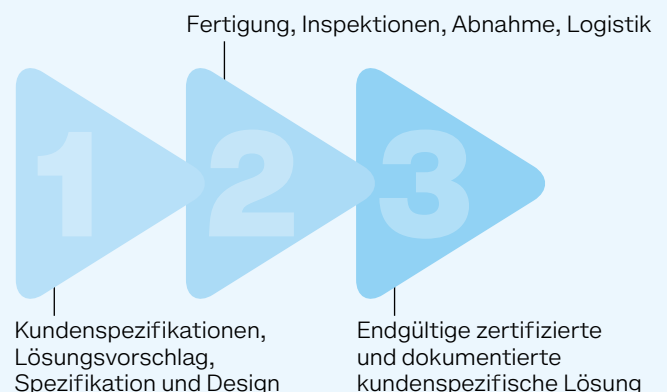 Fertigung, Inspektionen, Abnahme, Logistik
1 2 3
Kundenspezifikationen,
Lösungsvorschlag,
Spezifikation und Design
Endgültige zertifizierte
und dokumentierte
kundenspezifische Lösung